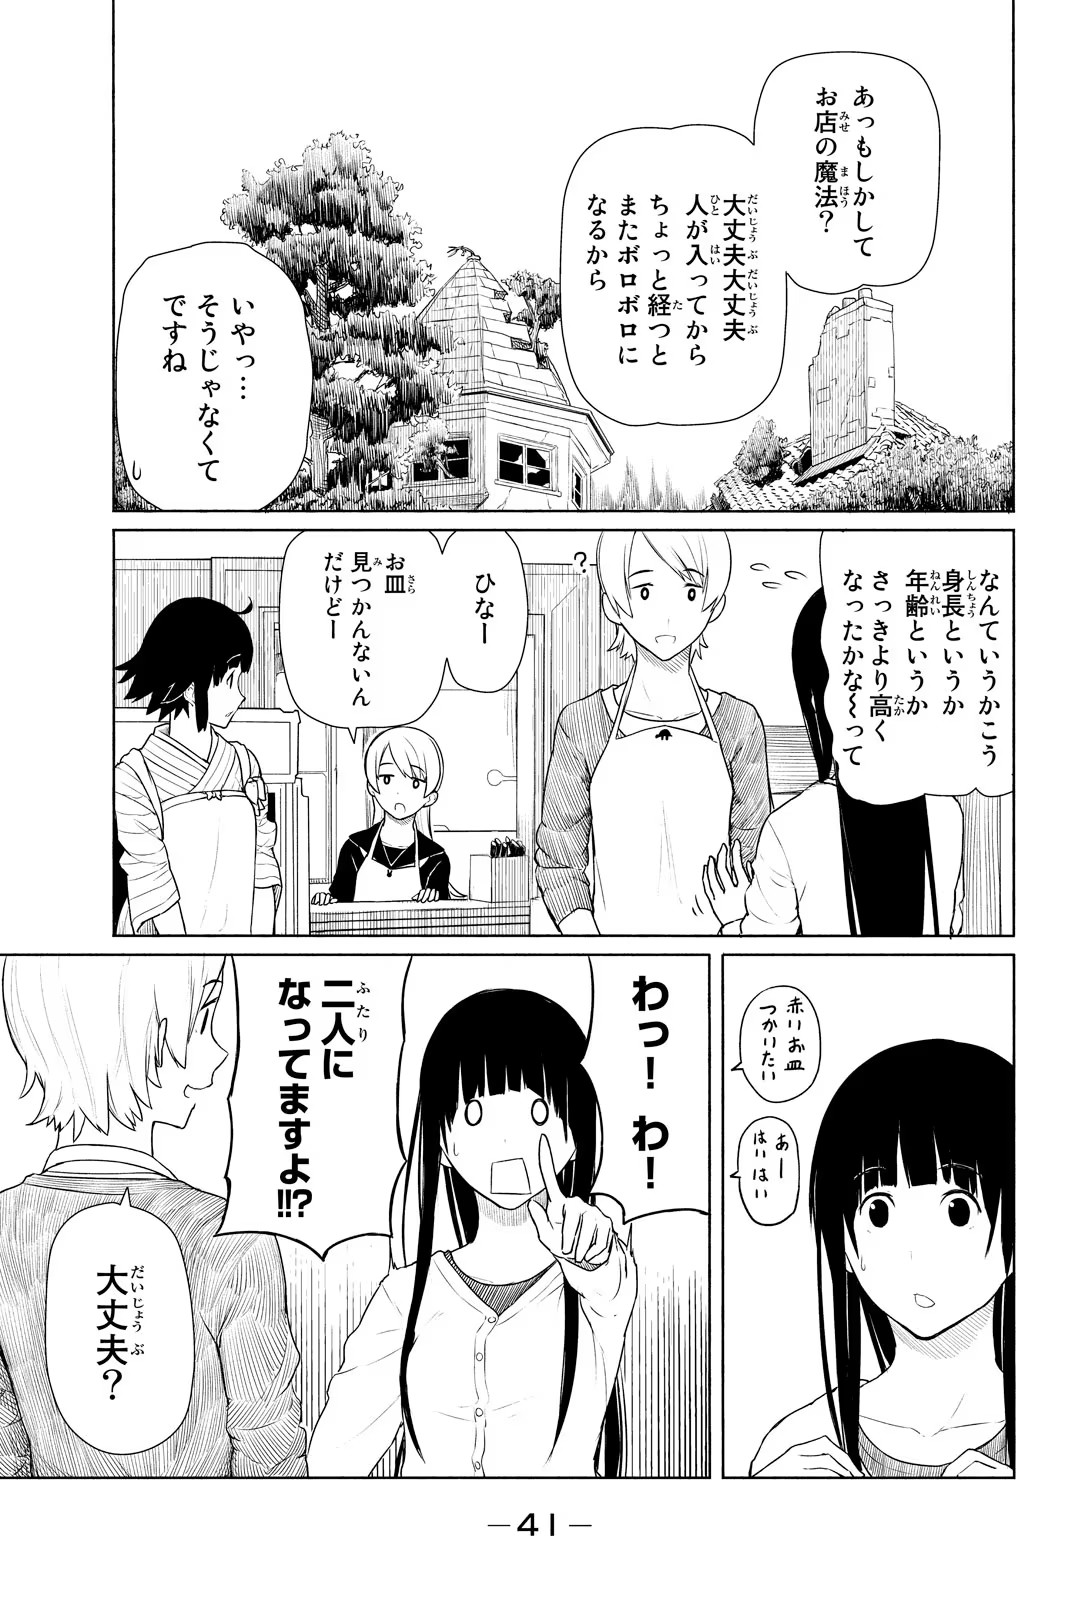 あっもしかして
お店の魔法?
大丈夫大丈夫
人が入ってから
ちょっと経つと
またボロボロに
なるから
いやっ…
そうじゃなくて
ですね
なんていうかこう
身長というか
年齢というか
さっきより高く
なったかな〜って
?
ひなー
お皿
見つかんないん
だけどー
赤いお皿
つかいたい
あー
はいはい
わっ!わ!
二人に
なってますよ!!?
大丈夫?
—41—